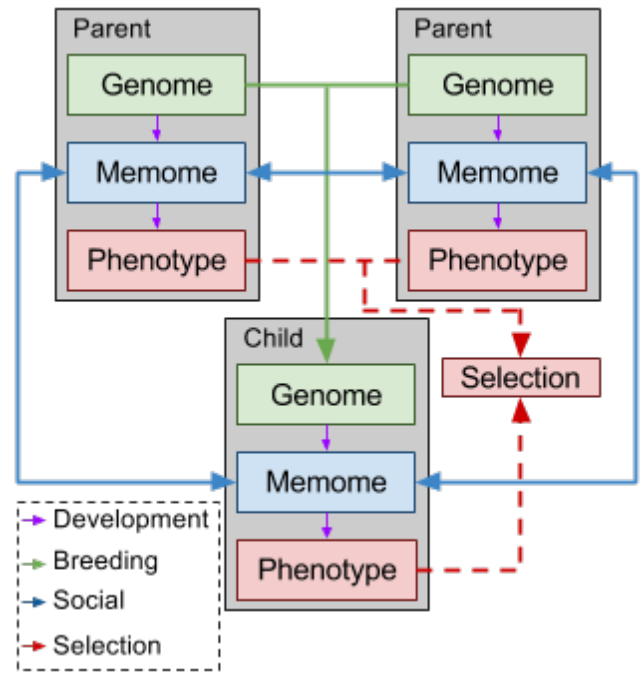 Parent
Parent
Genome
Genome
Memome
Memome
Phenotype
Phenotype
Child
Selection
Genome
Memome
Phenotype
Development
Breeding
Social
Selection